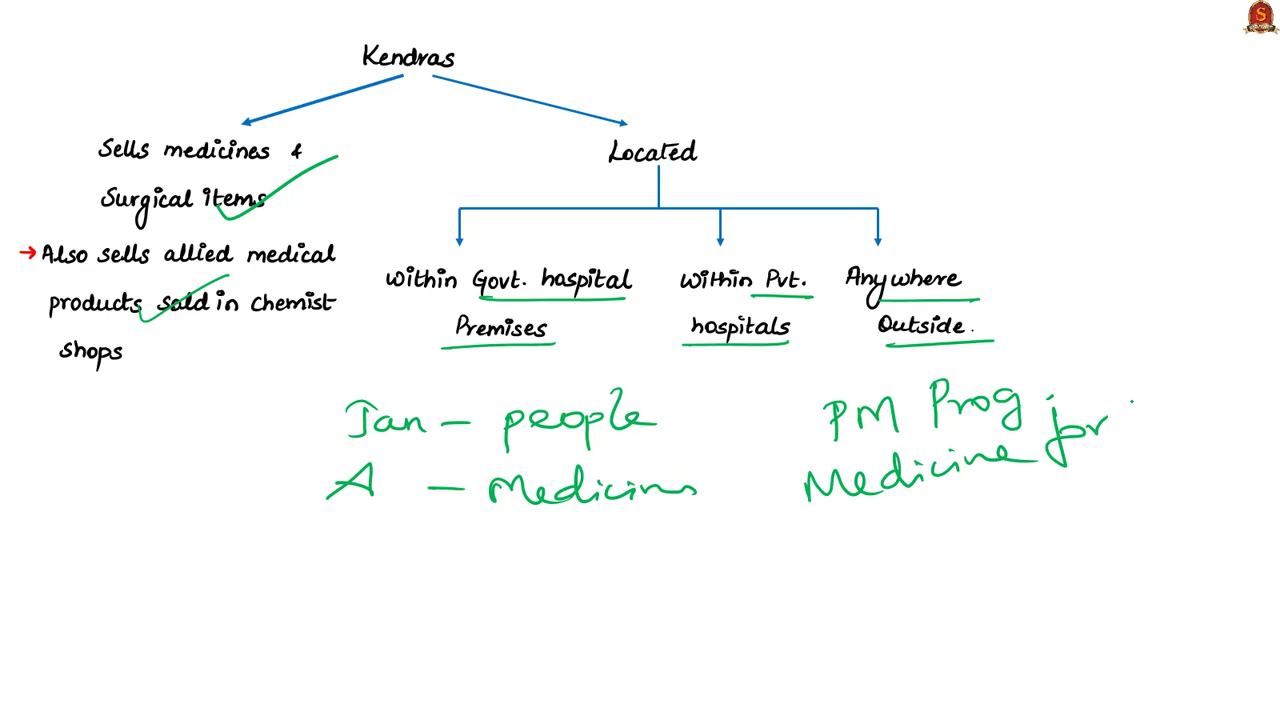 Kendras
Sells medicines &
Surgical items
→ Also sells allied medical
products sold in chemist
shops
Located
within Govt. hospital
Premises
within Pvt.
hospitals
Anywhere
Outside.
Jan – people
A – Medicins
PM Prog for
Medicine